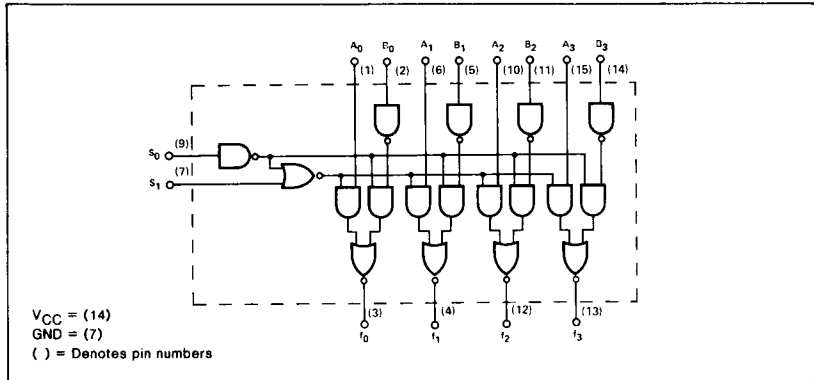 A0 B0 A1 B1 A2 B2 A3 B3
(1) (2) (6) (5) (10) (11) (15) (14)
(9)
S0
(7)
S1
(3) (4) (12) (13)
f0 f1 f2 f3
VCC = (14)
GND = (7)
( ) = Denotes pin numbers